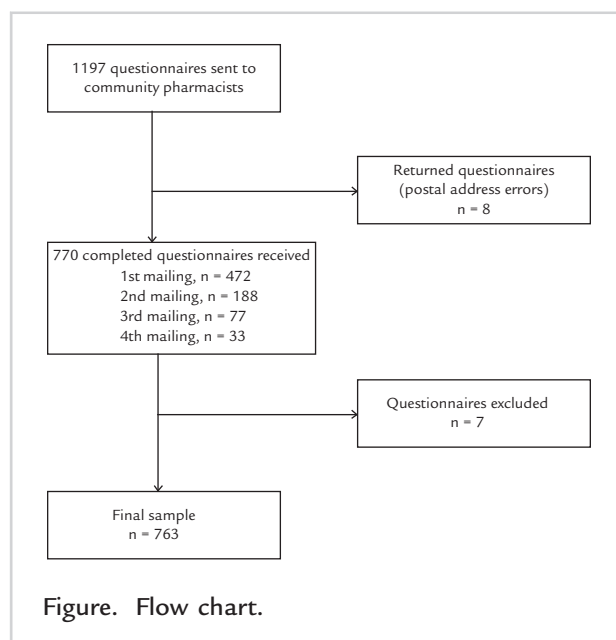 1197 questionnaires sent to
community pharmacists
Returned questionnaires
(postal address errors)
n = 8
770 completed questionnaires received
1st mailing, n = 472
2nd mailing, n = 188
3rd mailing, n = 77
4th mailing, n = 33
Questionnaires excluded
n = 7
Final sample
n = 763
Figure. Flow chart.